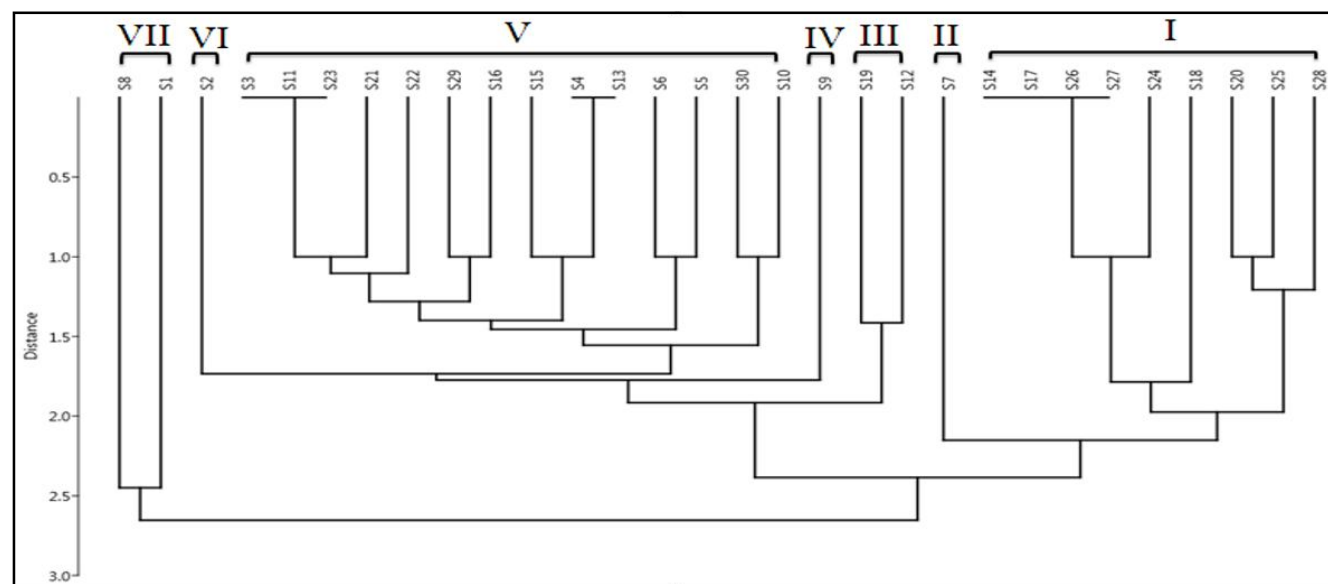 VII VI V IV III II I
S8 S1 S2 S3 S11 S23 S21 S22 S29 S16 S15 S4 S13 S6 S5 S30 S10 S9 S19 S12 S7 S14 S17 S26 S27 S24 S18 S20 S25 S28
0.5
1.0
1.5
2.0
2.5
3.0
Distance